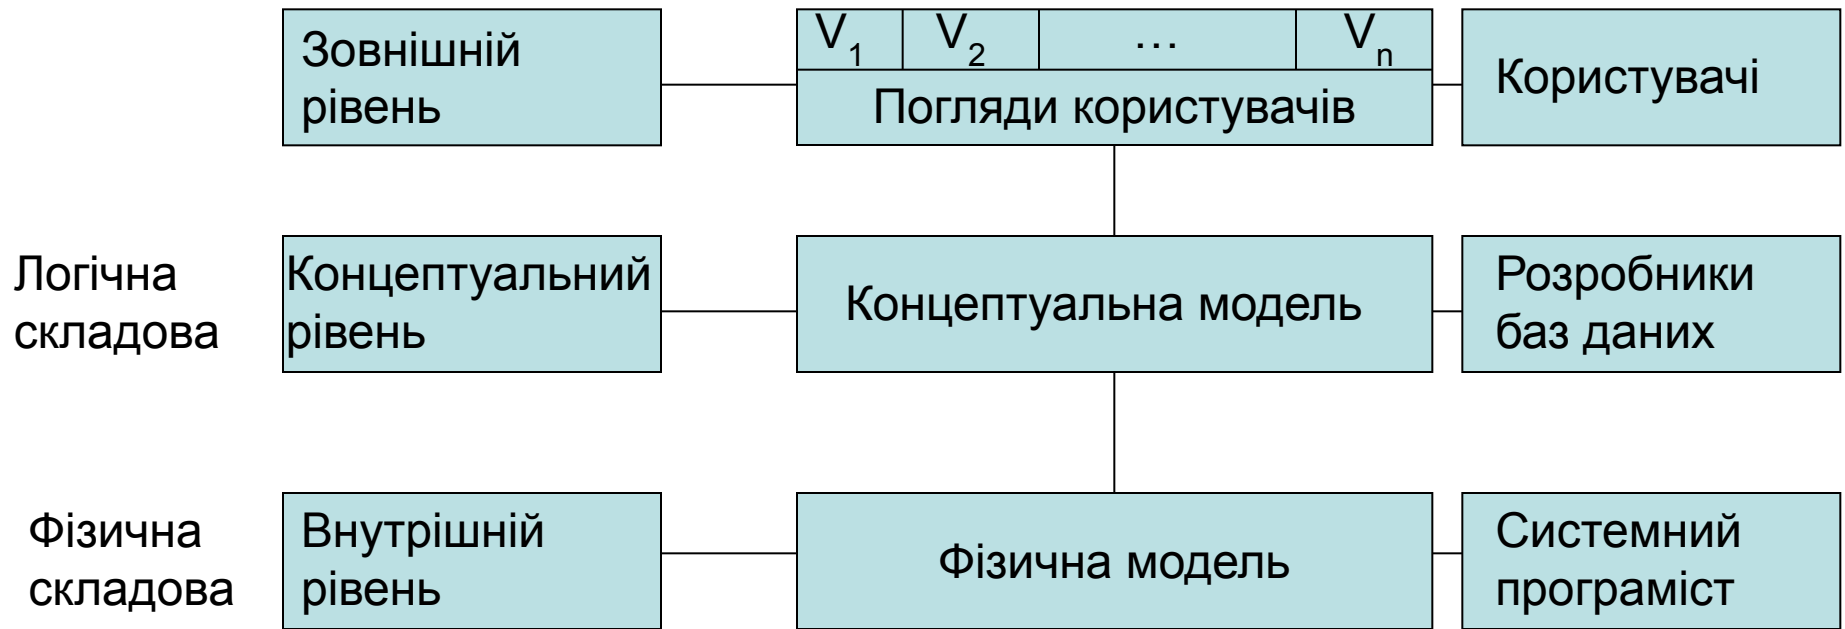 Зовнішній
рівень
V1 V2 … Vn
Погляди користувачів
Користувачі
Логічна
складова
Концептуальний
рівень
Концептуальна модель
Розробники
баз даних
Фізична
складова
Внутрішній
рівень
Фізична модель
Системний
програміст